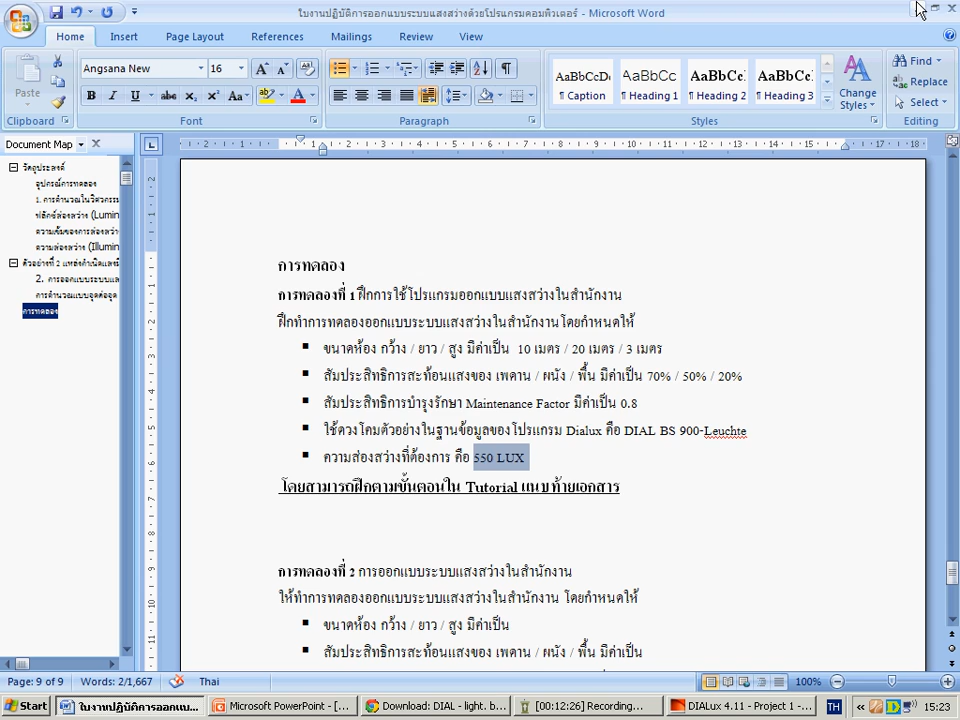 ใบงานปฏิบัติการออกแบบระบบแสงสว่างด้วยโปรแกรมคอมพิวเตอร์ - Microsoft Word
Home Insert Page Layout References Mailings Review View
Angsana New 16
Paste
AaBbCcDc AaBbCc AaBbCc AaBbCc
¶ Caption ¶ Heading 1 ¶ Heading 2 ¶ Heading 3
Change Styles
Find
Replace
Select
Clipboard Font Paragraph Styles Editing
Document Map
วัตถุประสงค์
อุปกรณ์การทดลอง
1. การคำนวณในวิศวกรรม
ฟลักซ์ส่องสว่าง (Lumin
ความเข้มของการส่องสว่
ความส่องสว่าง (Illumin
ตัวอย่างที่ 2 แหล่งกำเนิดแสงมี
2. การออกแบบระบบแส
การคำนวณแบบจุดต่อจุด
การทดลอง
การทดลอง
การทดลองที่ 1 ฝึกการใช้โปรแกรมออกแบบแสงสว่างในสำนักงาน
ฝึกทำการทดลองออกแบบระบบแสงสว่างในสำนักงานโดยกำหนดให้
▪ ขนาดห้อง กว้าง / ยาว / สูง มีค่าเป็น 10 เมตร / 20 เมตร / 3 เมตร
▪ สัมประสิทธิการสะท้อนแสงของ เพดาน / ผนัง / พื้น มีค่าเป็น 70% / 50% / 20%
▪ สัมประสิทธิการบำรุงรักษา Maintenance Factor มีค่าเป็น 0.8
▪ ใช้ดวงโคมตัวอย่างในฐานข้อมูลของโปรแกรม Dialux คือ DIAL BS 900-Leuchte
▪ ความส่องสว่างที่ต้องการ คือ 550 LUX
โดยสามารถฝึกตามขั้นตอนใน Tutorial แนบท้ายเอกสาร
การทดลองที่ 2 การออกแบบระบบแสงสว่างในสำนักงาน
ให้ทำการทดลองออกแบบระบบแสงสว่างในสำนักงาน โดยกำหนดให้
▪ ขนาดห้อง กว้าง / ยาว / สูง มีค่าเป็น
▪ สัมประสิทธิการสะท้อนแสงของ เพดาน / ผนัง / พื้น มีค่าเป็น
Page: 9 of 9 Words: 2/1,667 Thai 100%
Start ใบงานปฏิบัติการออกแบ... Microsoft PowerPoint - [... Download: DIAL - light. b... [00:12:26] Recording... DIALux 4.11 - Project 1 -... TH 15:23